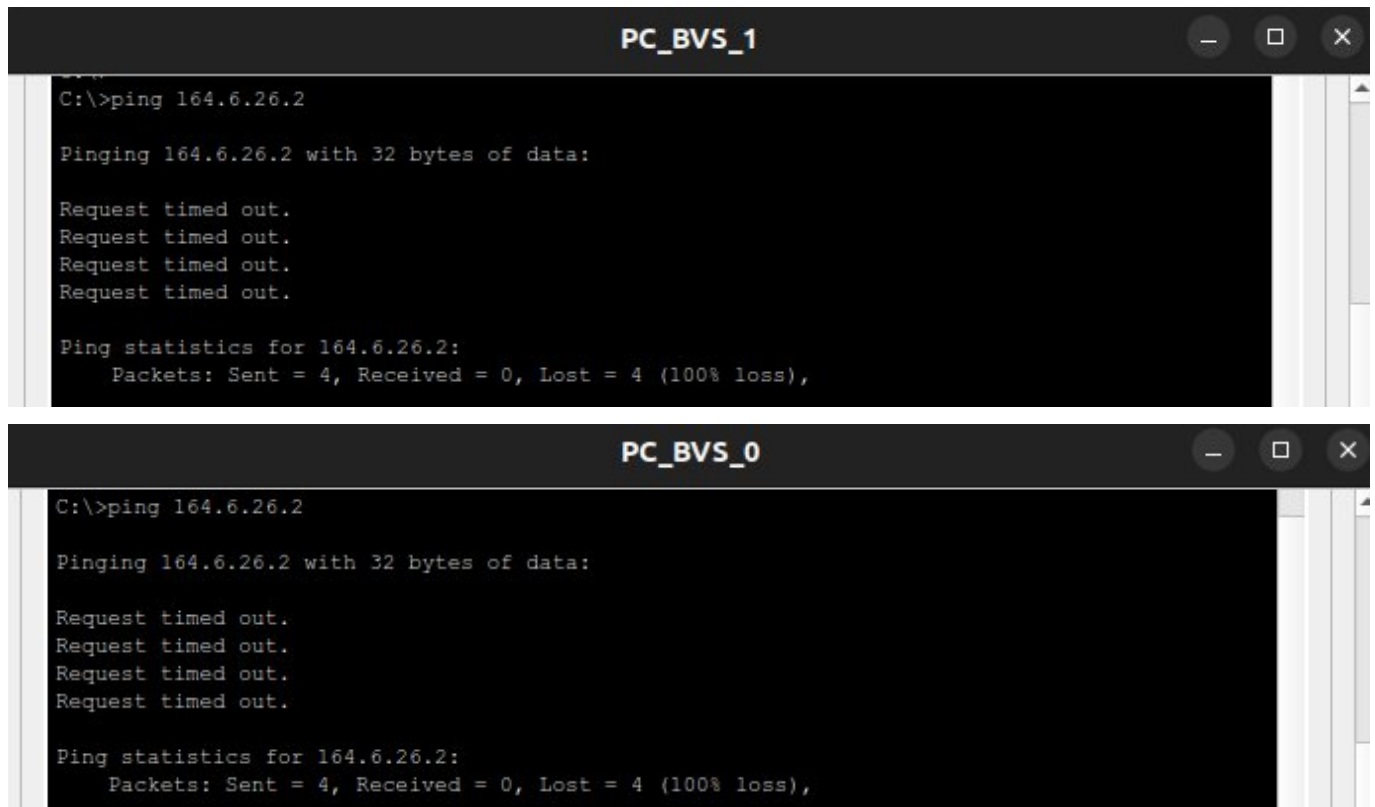 PC_BVS_1
C:\>ping 164.6.26.2
Pinging 164.6.26.2 with 32 bytes of data:
Request timed out.
Request timed out.
Request timed out.
Request timed out.
Ping statistics for 164.6.26.2:
Packets: Sent = 4, Received = 0, Lost = 4 (100% loss),
PC_BVS_0
C:\>ping 164.6.26.2
Pinging 164.6.26.2 with 32 bytes of data:
Request timed out.
Request timed out.
Request timed out.
Request timed out.
Ping statistics for 164.6.26.2:
Packets: Sent = 4, Received = 0, Lost = 4 (100% loss),